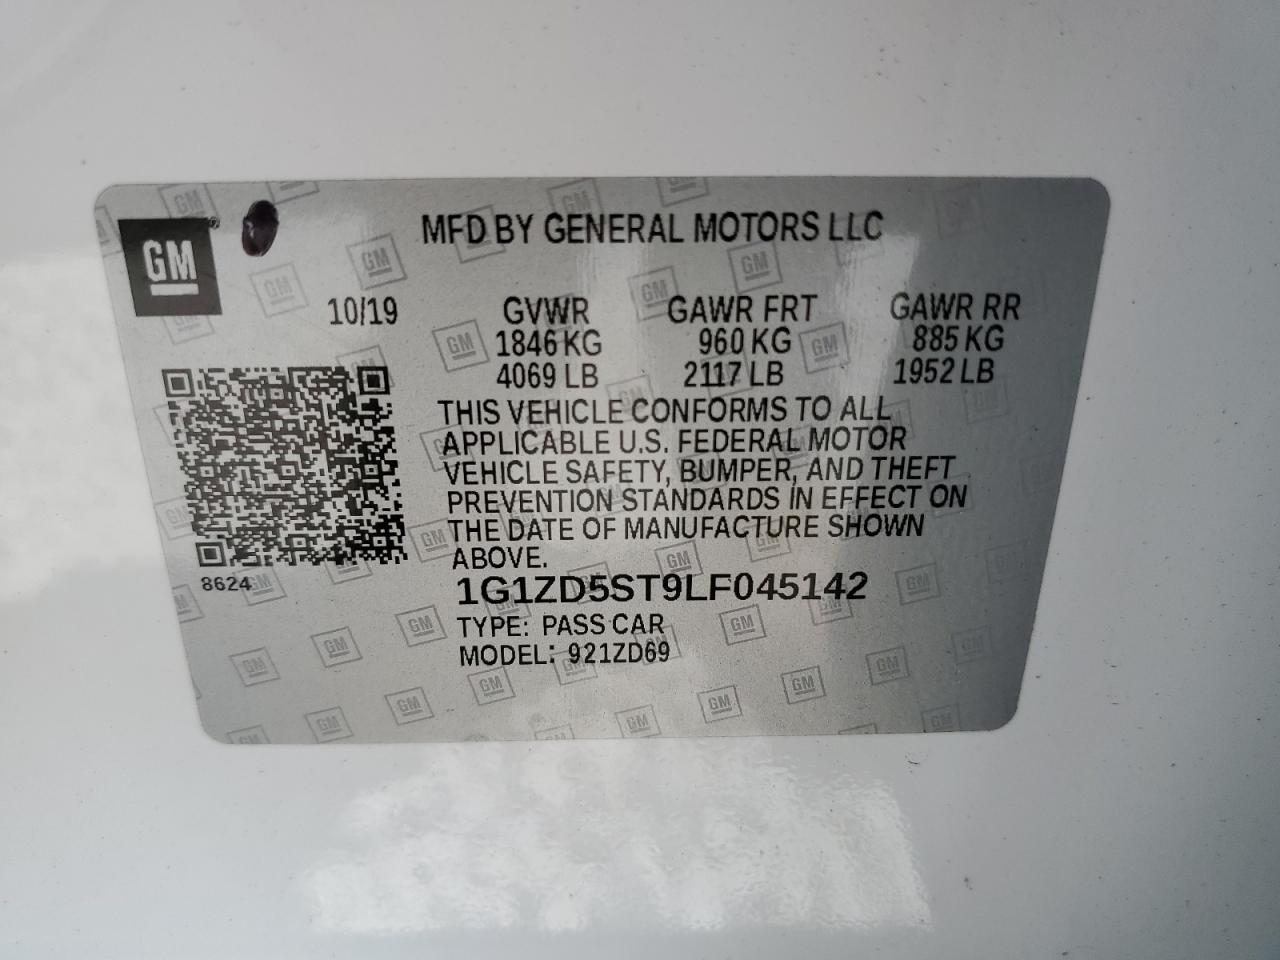 GM
MFD BY GENERAL MOTORS LLC
10/19 GVWR GAWR FRT GAWR RR
1846 KG 960 KG 885 KG
4069 LB 2117 LB 1952 LB
THIS VEHICLE CONFORMS TO ALL
APPLICABLE U.S. FEDERAL MOTOR
VEHICLE SAFETY, BUMPER, AND THEFT
PREVENTION STANDARDS IN EFFECT ON
THE DATE OF MANUFACTURE SHOWN
ABOVE.
8624
1G1ZD5ST9LF045142
TYPE: PASS CAR
MODEL: 921ZD69